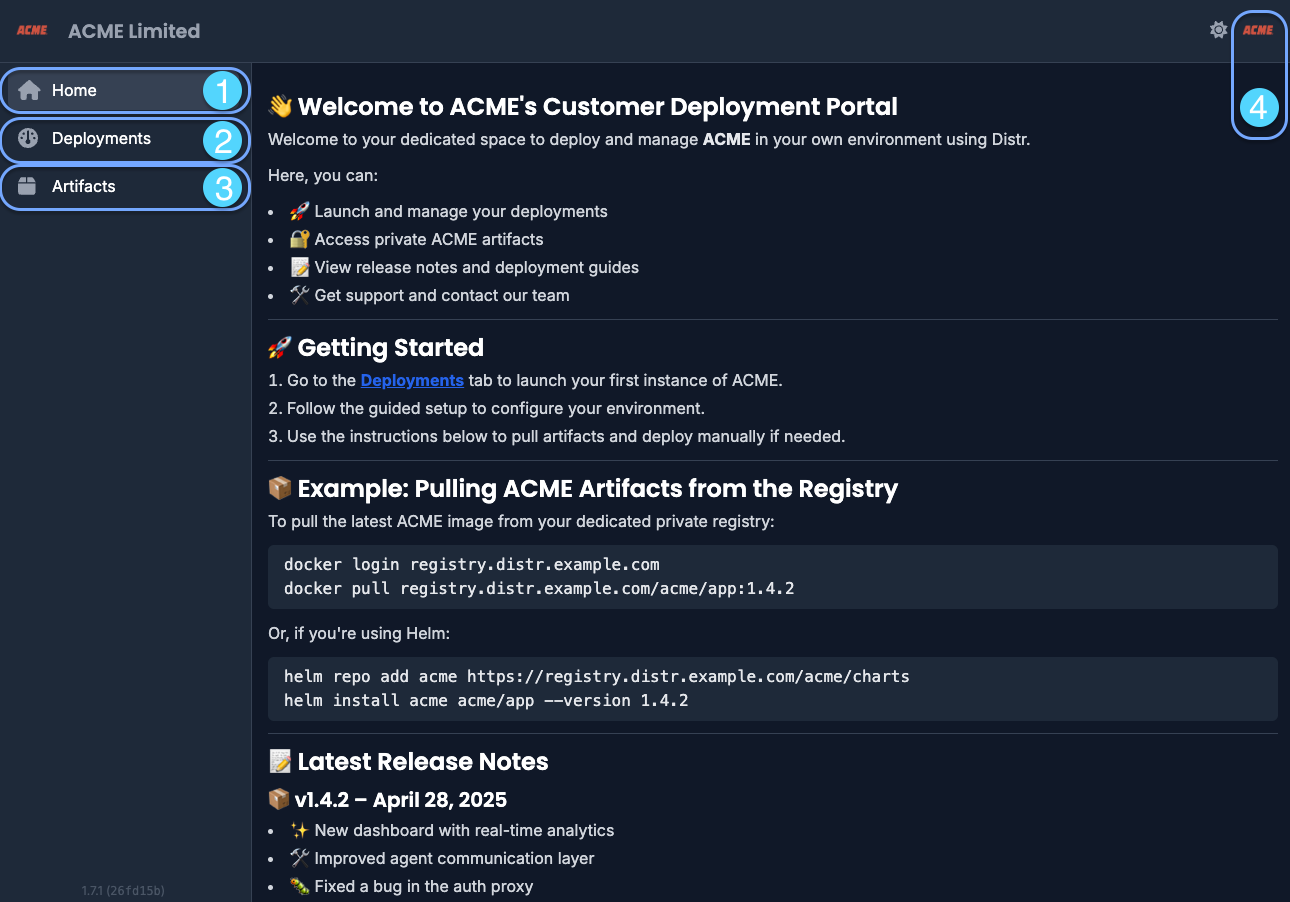 ACME
ACME Limited
ACME
Home
1
Deployments
2
Artifacts
3
4
👋 Welcome to ACME's Customer Deployment Portal
Welcome to your dedicated space to deploy and manage ACME in your own environment using Distr.
Here, you can:
• 🚀 Launch and manage your deployments
• 🔐 Access private ACME artifacts
• 📝 View release notes and deployment guides
• 🛠 Get support and contact our team
🚀 Getting Started
1. Go to the Deployments tab to launch your first instance of ACME.
2. Follow the guided setup to configure your environment.
3. Use the instructions below to pull artifacts and deploy manually if needed.
📦 Example: Pulling ACME Artifacts from the Registry
To pull the latest ACME image from your dedicated private registry:
docker login registry.distr.example.com
docker pull registry.distr.example.com/acme/app:1.4.2
Or, if you're using Helm:
helm repo add acme https://registry.distr.example.com/acme/charts
helm install acme acme/app --version 1.4.2
📝 Latest Release Notes
📦 v1.4.2 – April 28, 2025
• ✨ New dashboard with real-time analytics
• 🛠 Improved agent communication layer
• 🐛 Fixed a bug in the auth proxy
1.7.1 (26fd15b)